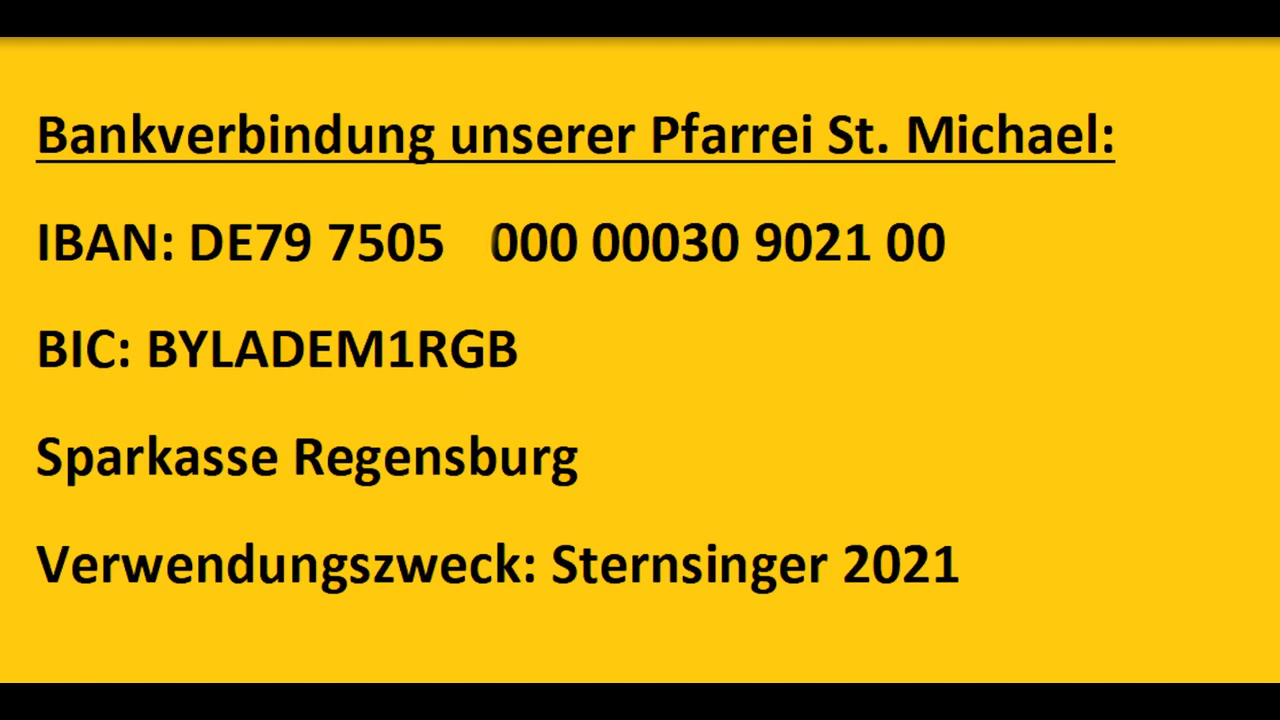 Bankverbindung unserer Pfarrei St. Michael:
IBAN: DE79 7505 000 00030 9021 00
BIC: BYLADEM1RGB
Sparkasse Regensburg
Verwendungszweck: Sternsinger 2021